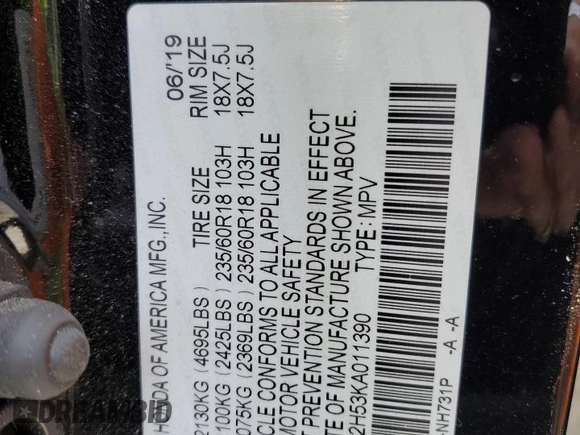 HONDA OF AMERICA MFG.,INC. 06/'19
TIRE SIZE RIM SIZE
2130KG (4695LBS)
100KG (2425LBS) 235/60R18 103H 18X7.5J
075KG (2369LBS) 235/60R18 103H 18X7.5J
CLE CONFORMS TO ALL APPLICABLE
MOTOR VEHICLE SAFETY
T PREVENTION STANDARDS IN EFFECT
TE OF MANUFACTURE SHOWN ABOVE.
2H53KA011390 TYPE: MPV
NH731P -A -A
DREAMBID